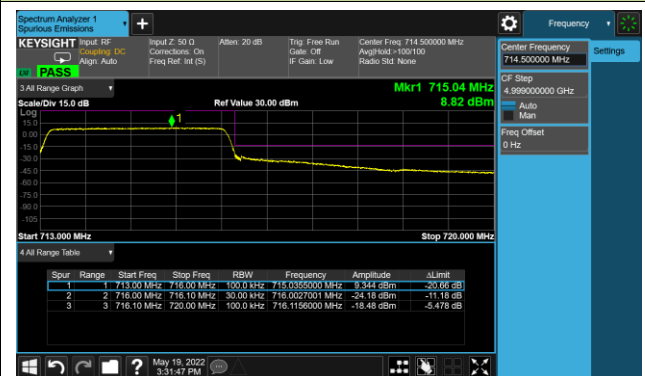 Spectrum Analyzer 1
Spurious Emissions
Frequency
KEYSIGHT Input: RF Input Z: 50 Ω Atten: 20 dB Trig: Free Run Center Freq: 714.500000 MHz
Coupling: DC Corrections: On Gate: Off Avg|Hold:>100/100
Align: Auto Freq Ref: Int (S) IF Gain: Low Radio Std: None
PASS
Center Frequency
714.500000 MHz
Settings
CF Step
4.999000000 GHz
Auto
Man
Freq Offset
0 Hz
3 All Range Graph
Mkr1 715.04 MHz
Scale/Div 15.0 dB Ref Value 30.00 dBm 8.82 dBm
Log
15.0
0.00
-15.0
-30.0
-45.0
-60.0
-75.0
-90.0
-105
1
Start 713.000 MHz Stop 720.000 MHz
4 All Range Table
Spur Range Start Freq Stop Freq RBW Frequency Amplitude ΔLimit
1 1 713.00 MHz 716.00 MHz 100.0 kHz 715.0355000 MHz 9.344 dBm -20.66 dB
2 2 716.00 MHz 716.10 MHz 30.00 kHz 716.0027001 MHz -24.18 dBm -11.18 dB
3 3 716.10 MHz 720.00 MHz 100.0 kHz 716.1156000 MHz -18.48 dBm -5.478 dB
May 19, 2022
3:31:47 PM